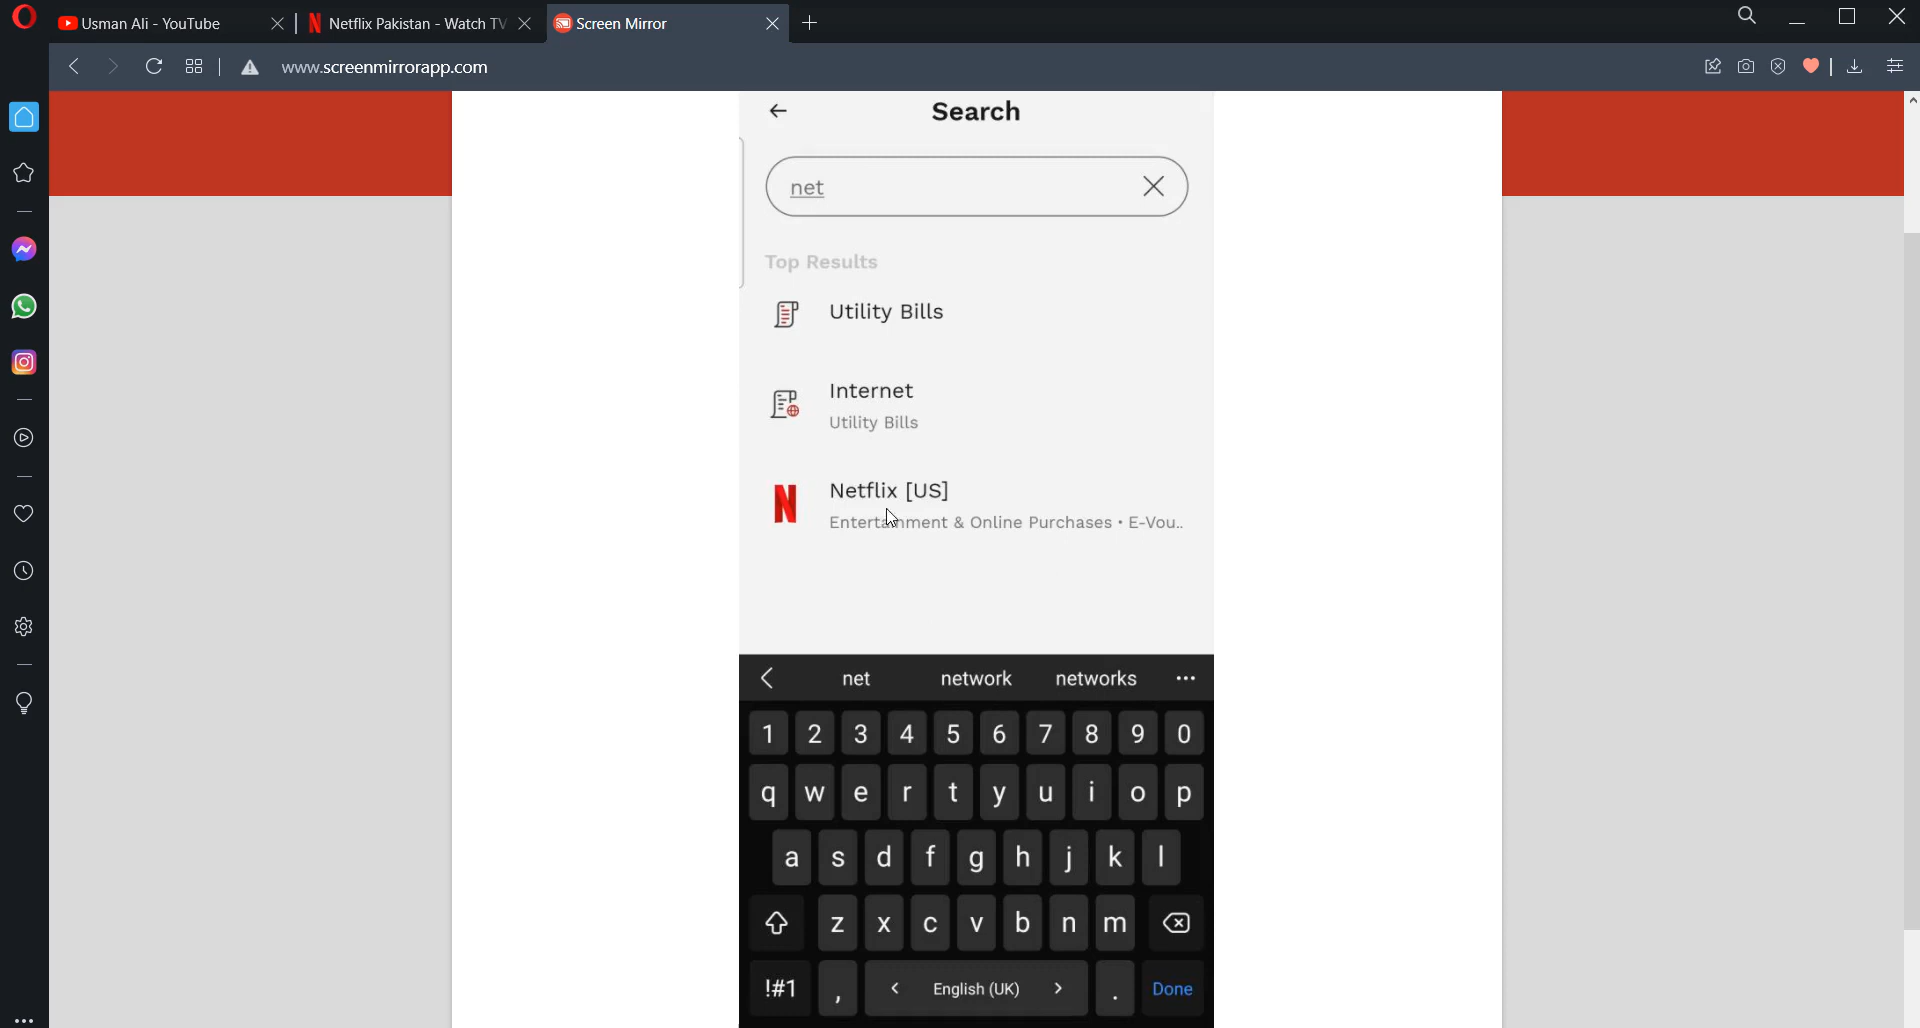 Usman Ali - YouTube
Netflix Pakistan - Watch TV
Screen Mirror
www.screenmirrorapp.com
Search
net
Top Results
Utility Bills
Internet
Utility Bills
Netflix [US]
Entertainment & Online Purchases • E-Vou..
net network networks
1 2 3 4 5 6 7 8 9 0
q w e r t y u i o p
a s d f g h j k l
z x c v b n m
!#1 , < English (UK) > . Done